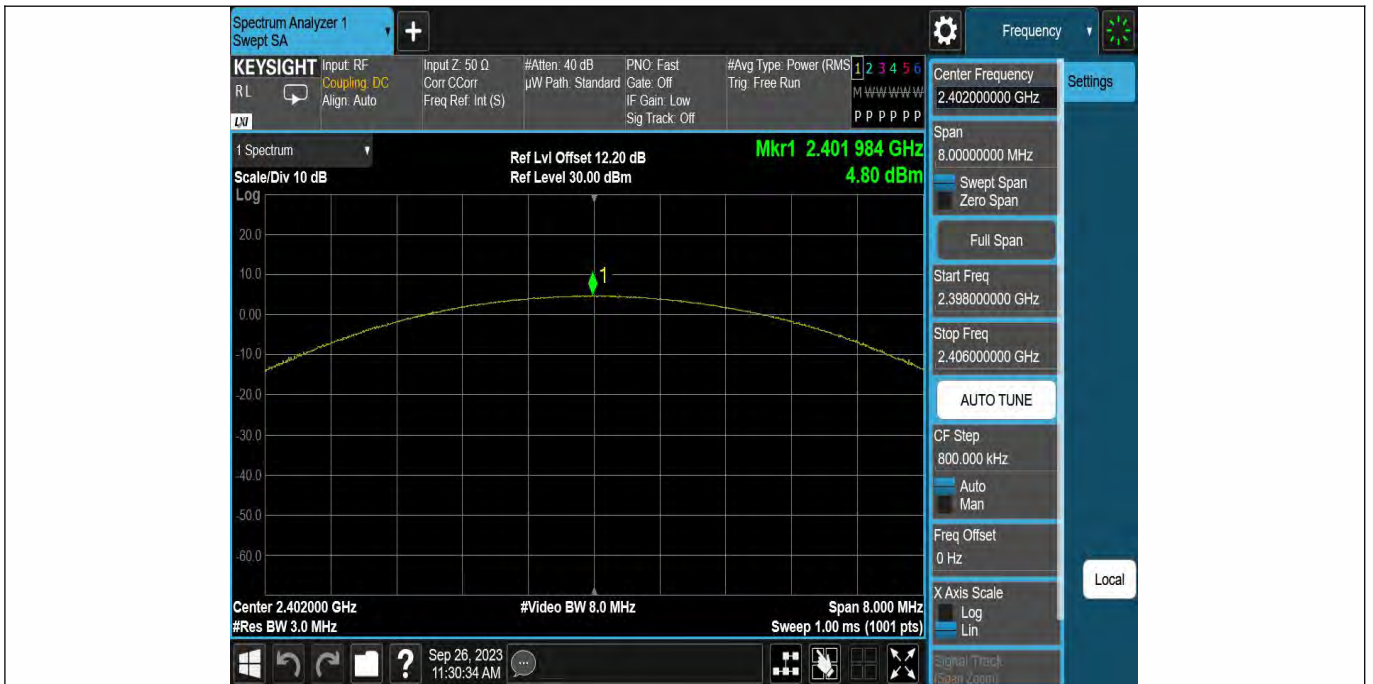 Spectrum Analyzer 1
Swept SA
+
Frequency
KEYSIGHT
RL
LXI
Input: RF
Coupling: DC
Align: Auto
Input Z: 50 Ω
Corr CCorr
Freq Ref: Int (S)
#Atten: 40 dB
µW Path: Standard
PNO: Fast
Gate: Off
IF Gain: Low
Sig Track: Off
#Avg Type: Power (RMS
Trig: Free Run
1 2 3 4 5 6
M W W W W W
P P P P P P
1 Spectrum
Scale/Div 10 dB
Log
Ref Lvl Offset 12.20 dB
Ref Level 30.00 dBm
Mkr1 2.401 984 GHz
4.80 dBm
20.0
10.0
0.00
-10.0
-20.0
-30.0
-40.0
-50.0
-60.0
1
Center 2.402000 GHz
#Res BW 3.0 MHz
#Video BW 8.0 MHz
Span 8.000 MHz
Sweep 1.00 ms (1001 pts)
?
Sep 26, 2023
11:30:34 AM
Center Frequency
2.402000000 GHz
Settings
Span
8.00000000 MHz
Swept Span
Zero Span
Full Span
Start Freq
2.398000000 GHz
Stop Freq
2.406000000 GHz
AUTO TUNE
CF Step
800.000 kHz
Auto
Man
Freq Offset
0 Hz
X Axis Scale
Log
Lin
Local
Signal Track
(Span Zoom)